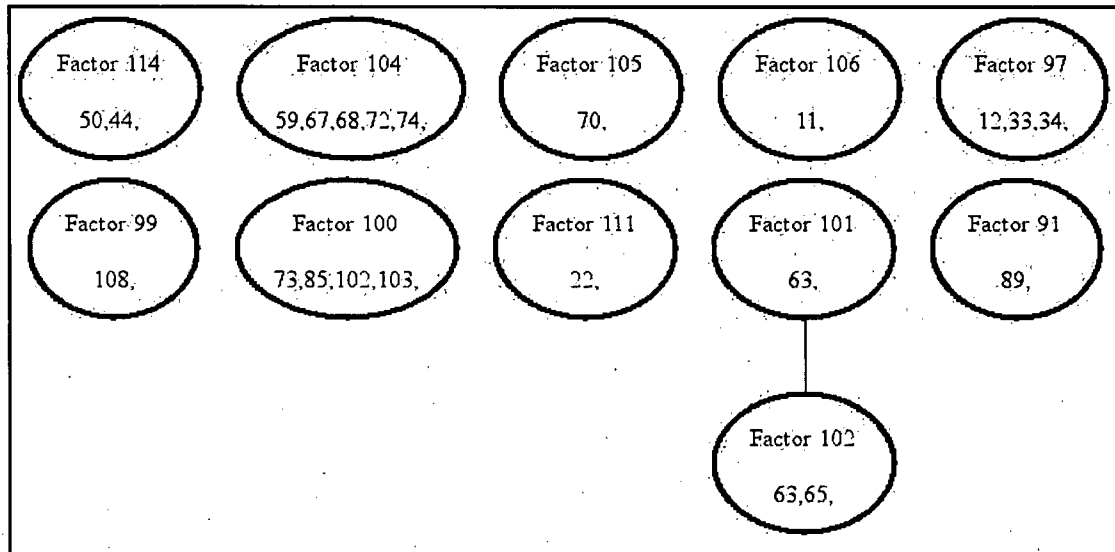 Factor 114
50,44,
Factor 104
59,67,68,72,74,
Factor 105
70,
Factor 106
11,
Factor 97
12,33,34,
Factor 99
108,
Factor 100
73,85,102,103,
Factor 111
22,
Factor 101
63,
Factor 91
89,
Factor 102
63,65,